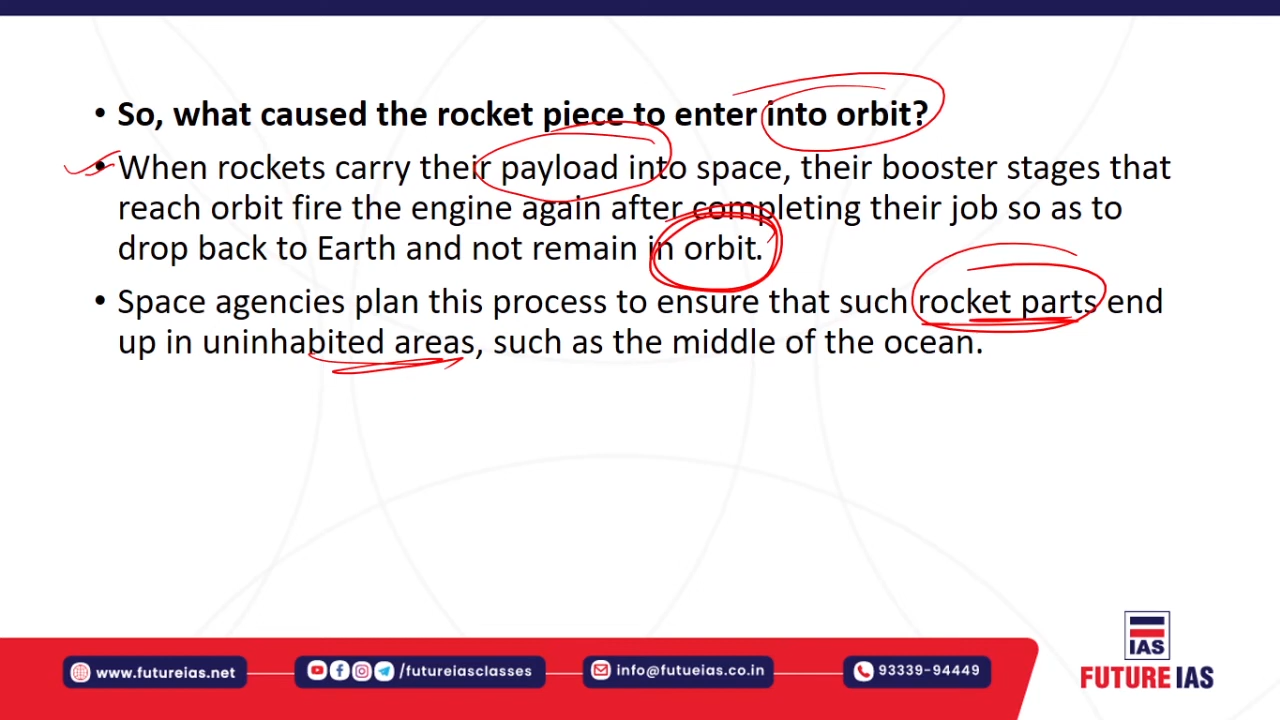 • So, what caused the rocket piece to enter into orbit?
• When rockets carry their payload into space, their booster stages that
reach orbit fire the engine again after completing their job so as to
drop back to Earth and not remain in orbit.
• Space agencies plan this process to ensure that such rocket parts end
up in uninhabited areas, such as the middle of the ocean.
www.futureias.net
/futureiasclasses
info@futueias.co.in
93339-94449
IAS
FUTURE IAS